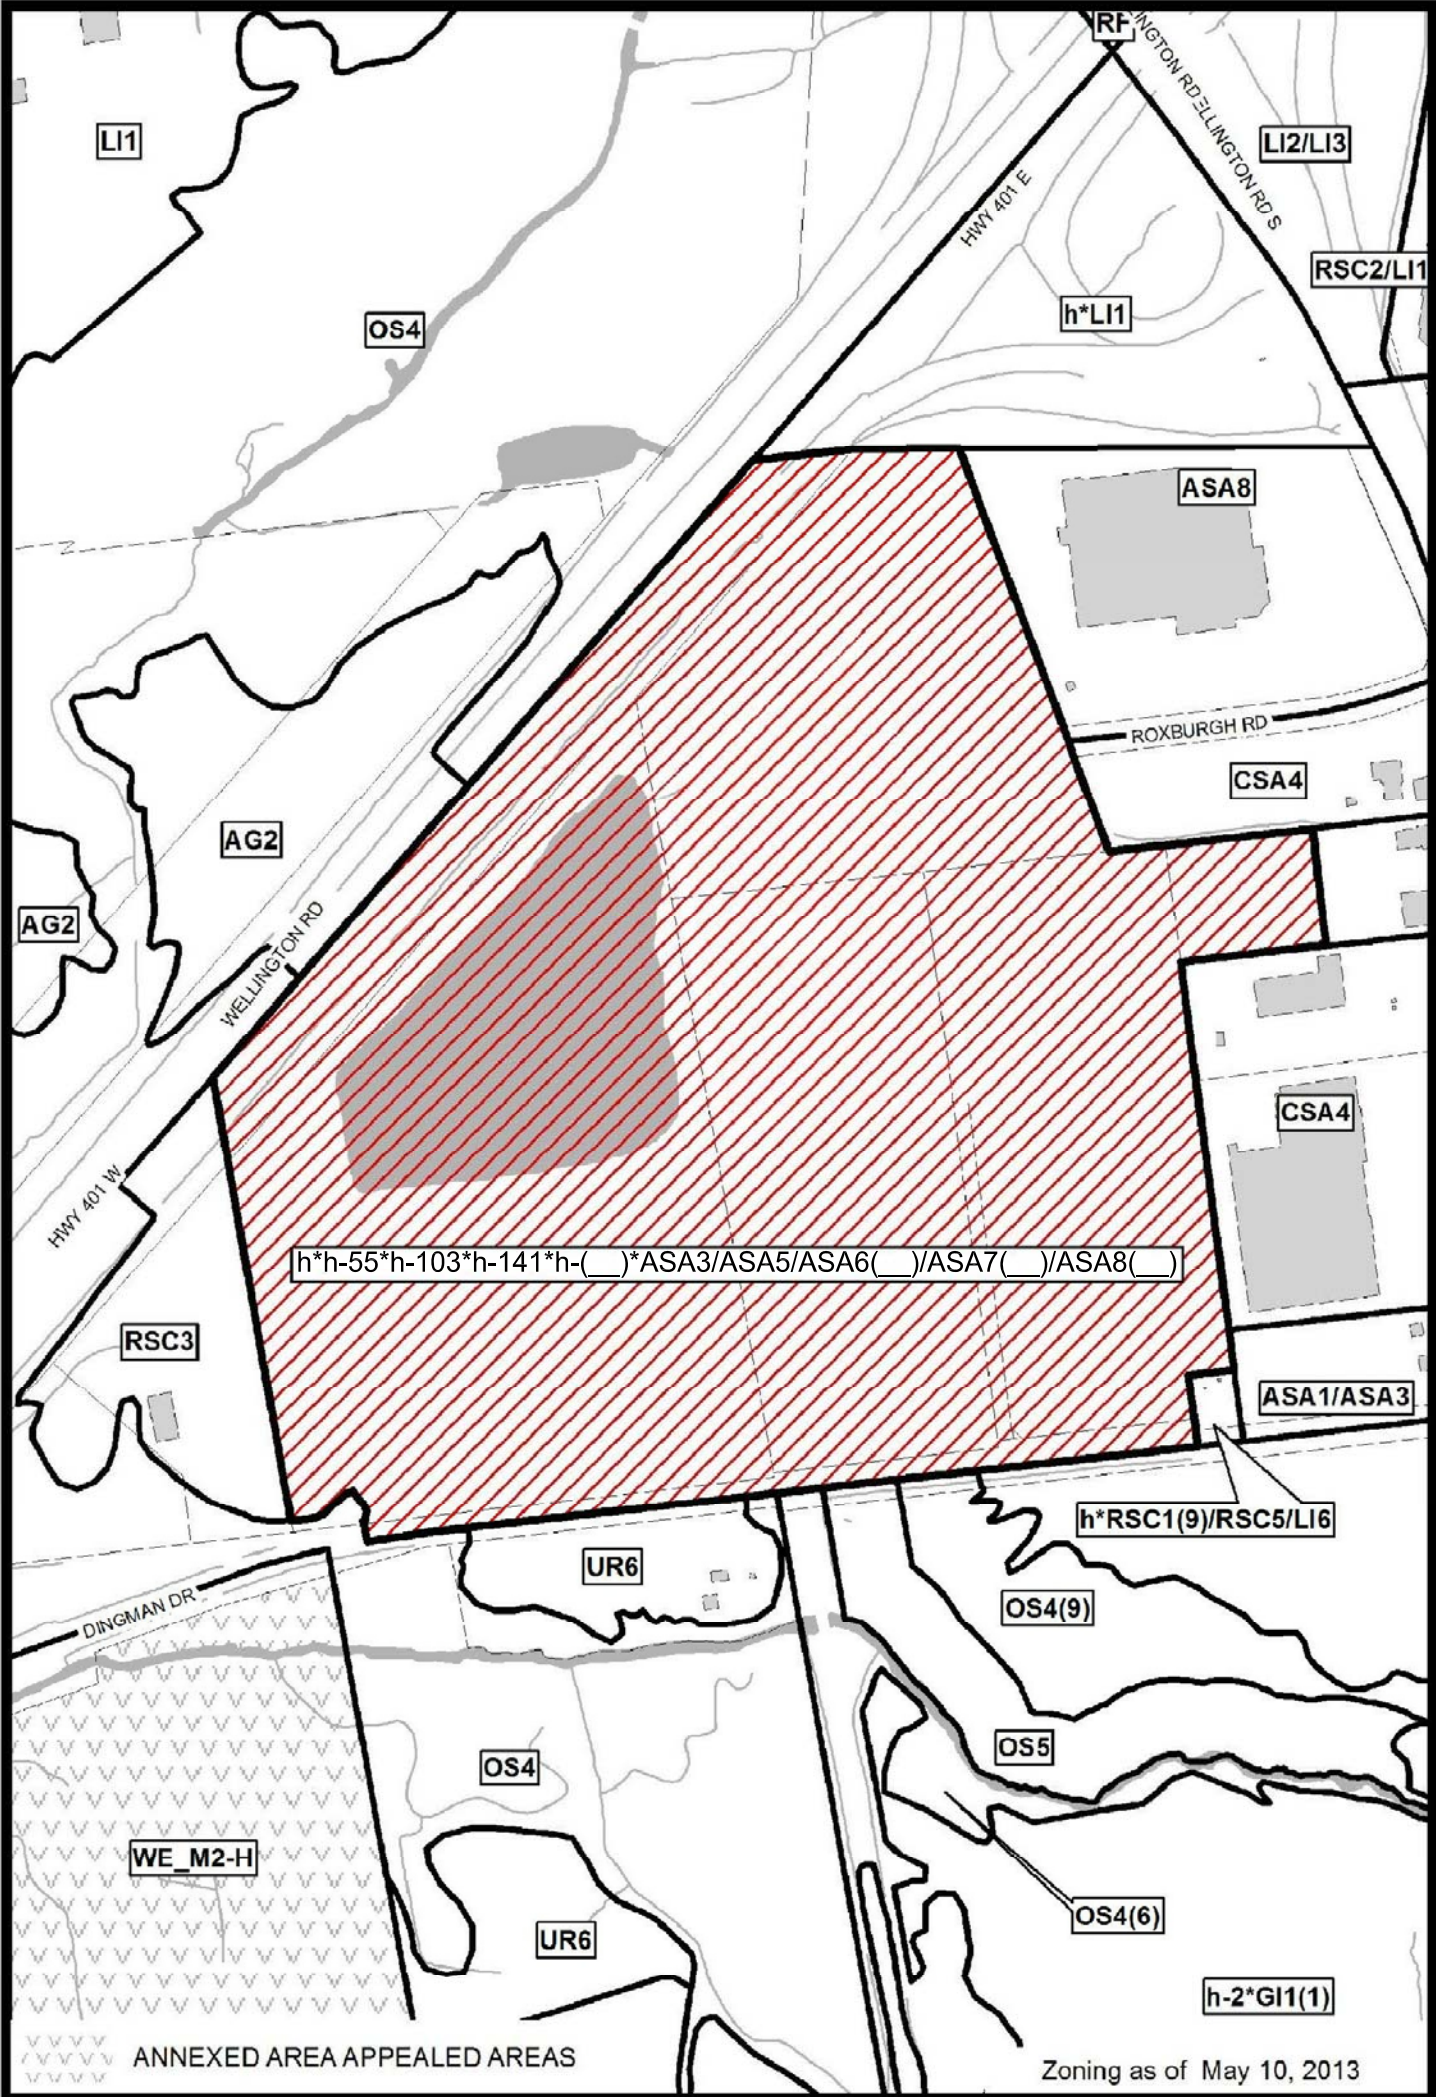 RF
LI1
LI2/LI3
HWY 401 E
WELLINGTON RD S
RSC2/LI1
h*LI1
OS4
ASA8
ROXBURGH RD
CSA4
AG2
AG2
WELLINGTON RD
CSA4
HWY 401 W
h*h-55*h-103*h-141*h-(__)*ASA3/ASA5/ASA6(__)/ASA7(__)/ASA8(__)
RSC3
ASA1/ASA3
h*RSC1(9)/RSC5/LI6
UR6
OS4(9)
DINGMAN DR
OS5
OS4
WE_M2-H
OS4(6)
UR6
h-2*GI1(1)
ANNEXED AREA APPEALED AREAS
Zoning as of May 10, 2013